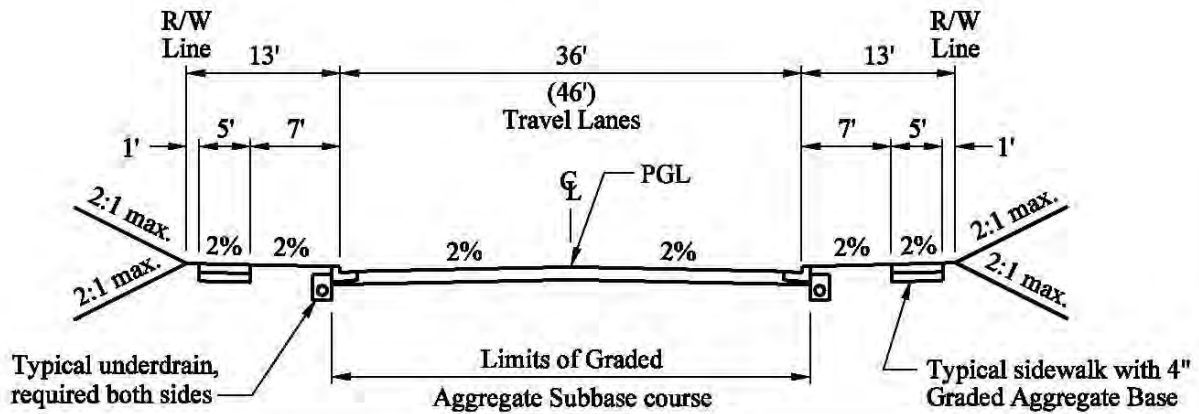 R/W
Line
R/W
Line
13'
36'
13'
(46')
Travel Lanes
5'
7'
7'
5'
1'
1'
℄
PGL
2:1 max.
2:1 max.
2%
2%
2%
2%
2%
2%
2:1 max.
2:1 max.
Typical underdrain,
required both sides
Limits of Graded
Aggregate Subbase course
Typical sidewalk with 4"
Graded Aggregate Base